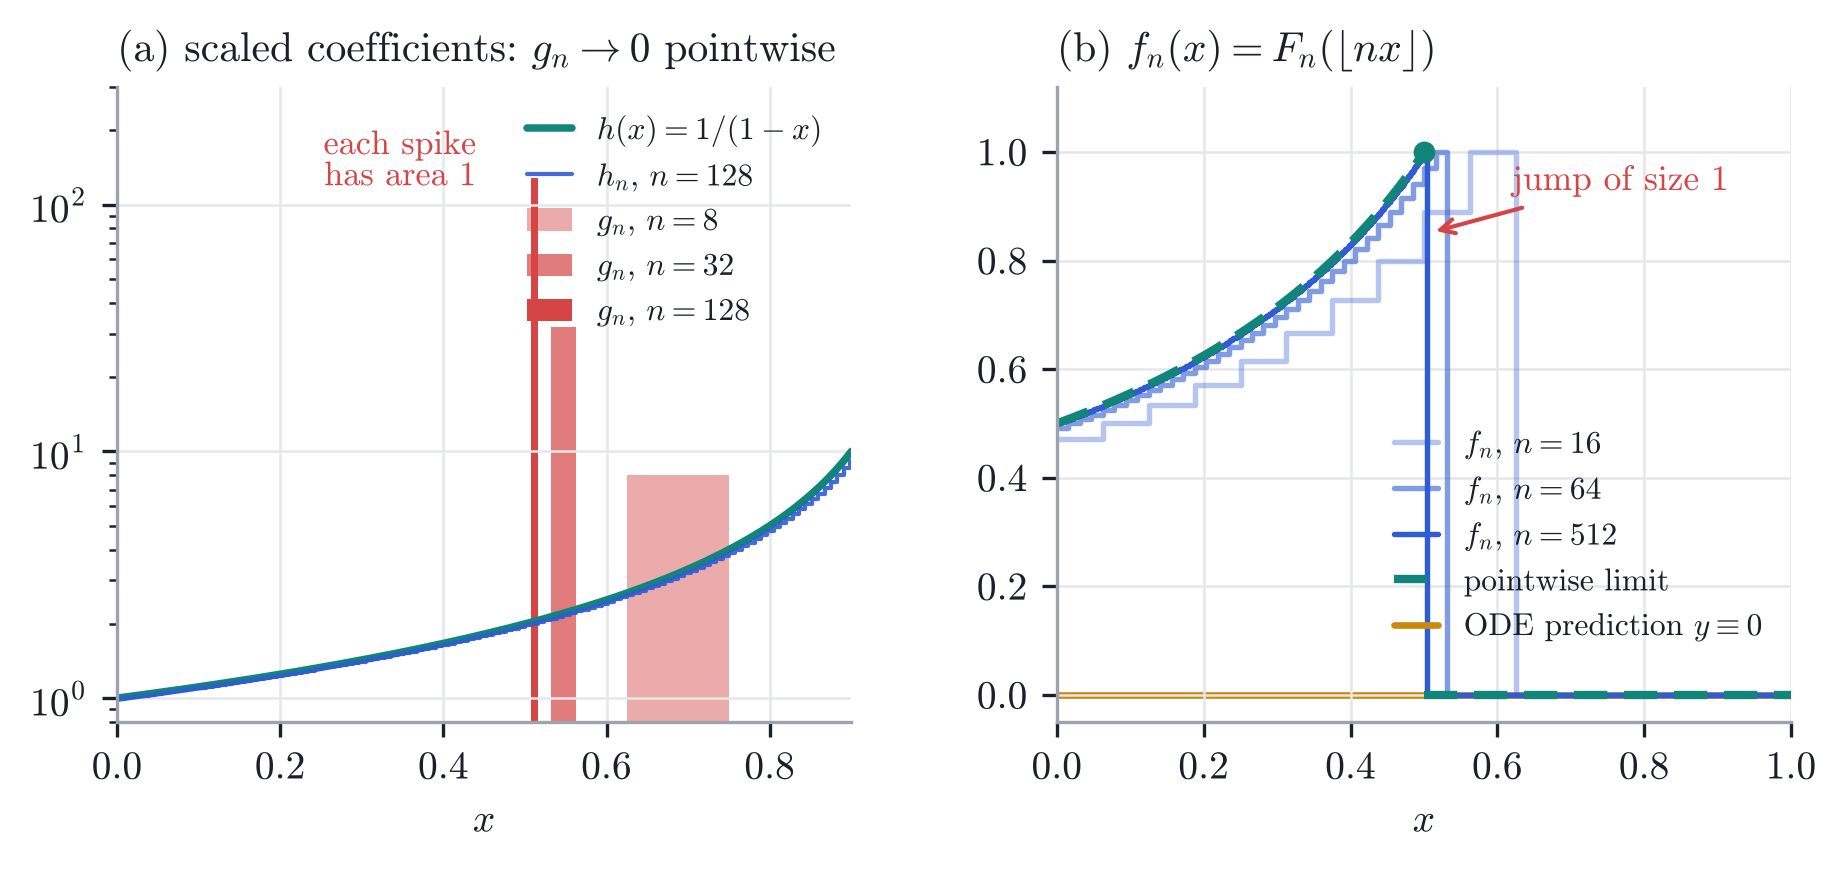 (a) scaled coefficients: gₙ → 0 pointwise
each spike
has area 1
h(x) = 1/(1 − x)
hₙ, n = 128
gₙ, n = 8
gₙ, n = 32
gₙ, n = 128
10²
10¹
10⁰
0.0 0.2 0.4 0.6 0.8
x
(b) fₙ(x) = Fₙ(⌊nx⌋)
jump of size 1
fₙ, n = 16
fₙ, n = 64
fₙ, n = 512
pointwise limit
ODE prediction y ≡ 0
1.0
0.8
0.6
0.4
0.2
0.0
0.0 0.2 0.4 0.6 0.8 1.0
x